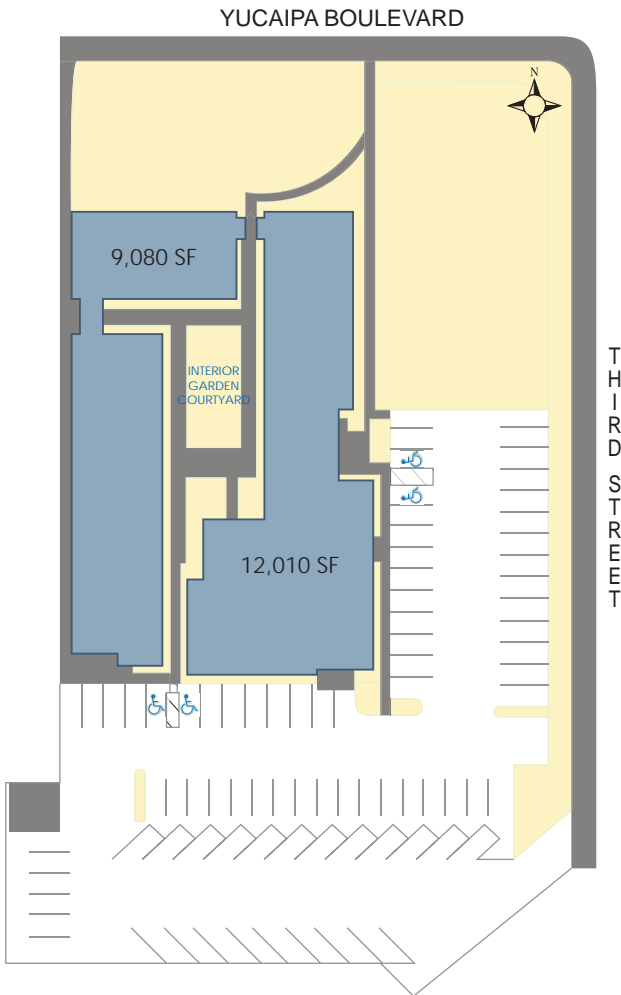 YUCAIPA BOULEVARD
N
9,080 SF
INTERIOR
GARDEN
COURTYARD
THIRD STREET
12,010 SF